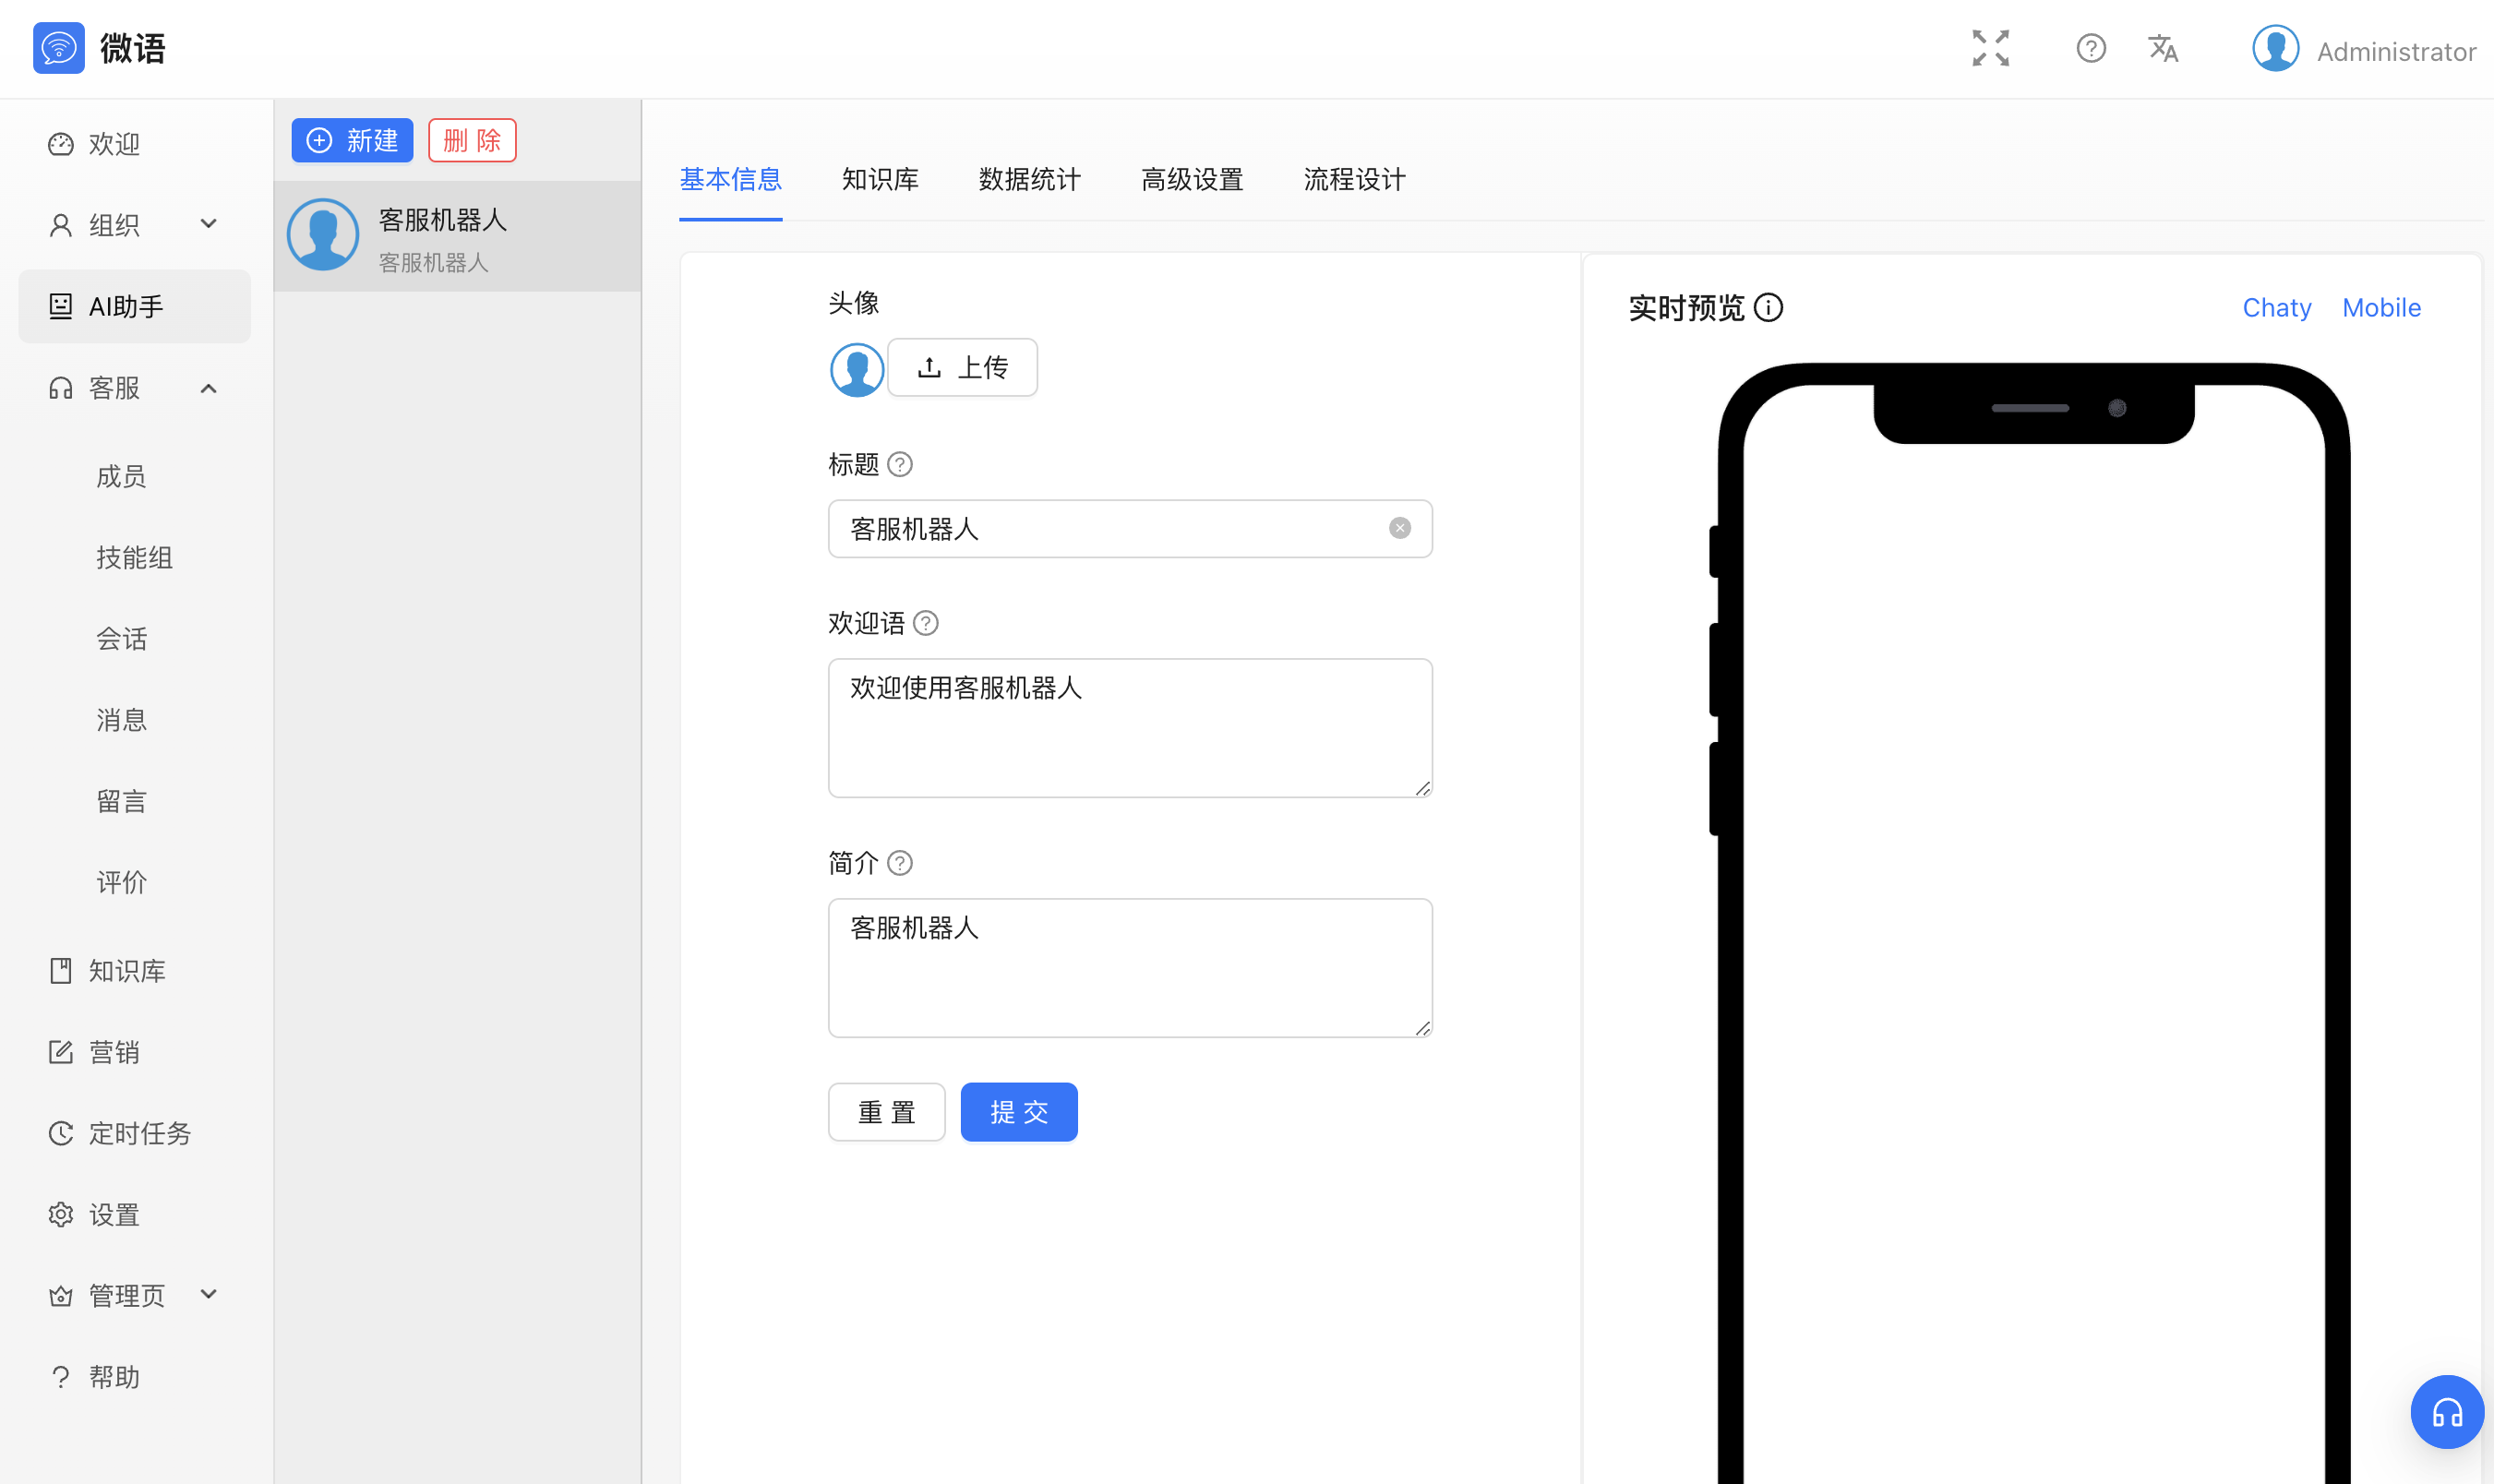 微语
Administrator
欢迎
组织
AI助手
客服
成员
技能组
会话
消息
留言
评价
知识库
营销
定时任务
设置
管理页
帮助
新建
删除
客服机器人
客服机器人
基本信息 知识库 数据统计 高级设置 流程设计
头像
上传
标题
客服机器人
欢迎语
欢迎使用客服机器人
简介
客服机器人
重置 提交
实时预览 Chaty Mobile